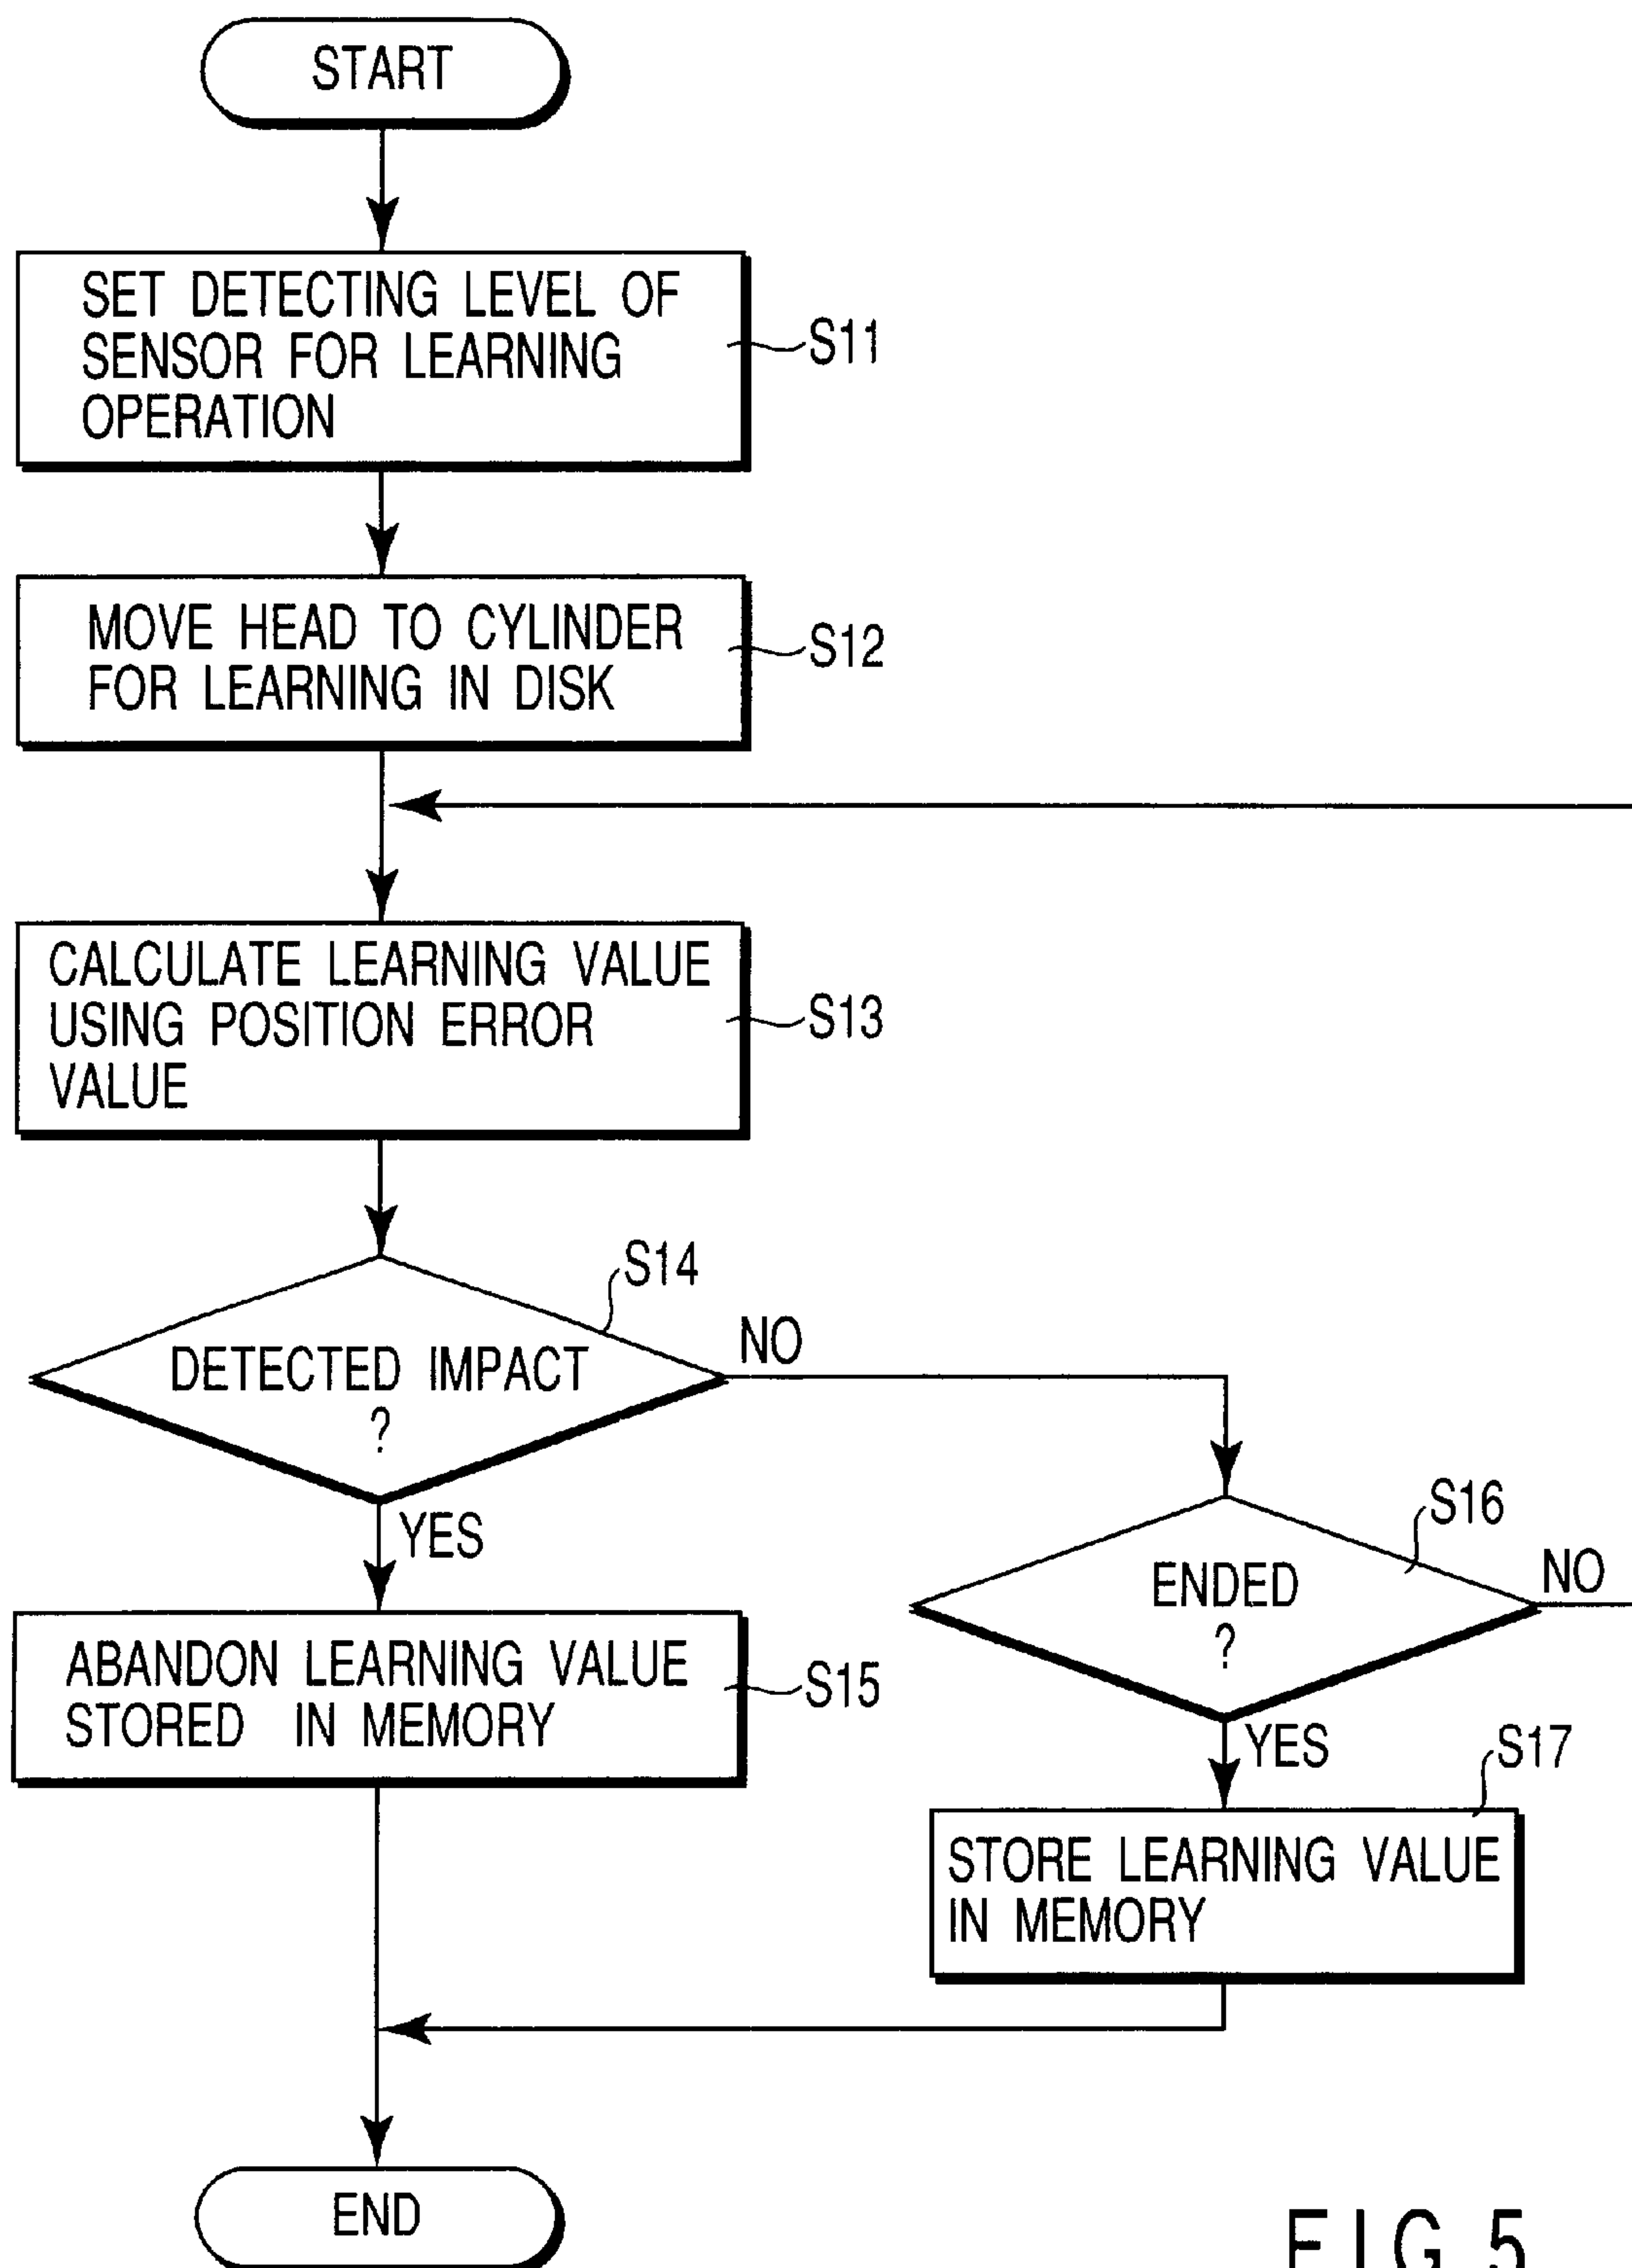 START
SET DETECTING LEVEL OF
SENSOR FOR LEARNING
OPERATION
S11
MOVE HEAD TO CYLINDER
FOR LEARNING IN DISK
S12
CALCULATE LEARNING VALUE
USING POSITION ERROR
VALUE
S13
S14
DETECTED IMPACT
?
NO
YES
S16
ENDED
?
NO
ABANDON LEARNING VALUE
STORED IN MEMORY
S15
YES
S17
STORE LEARNING VALUE
IN MEMORY
END
FIG. 5